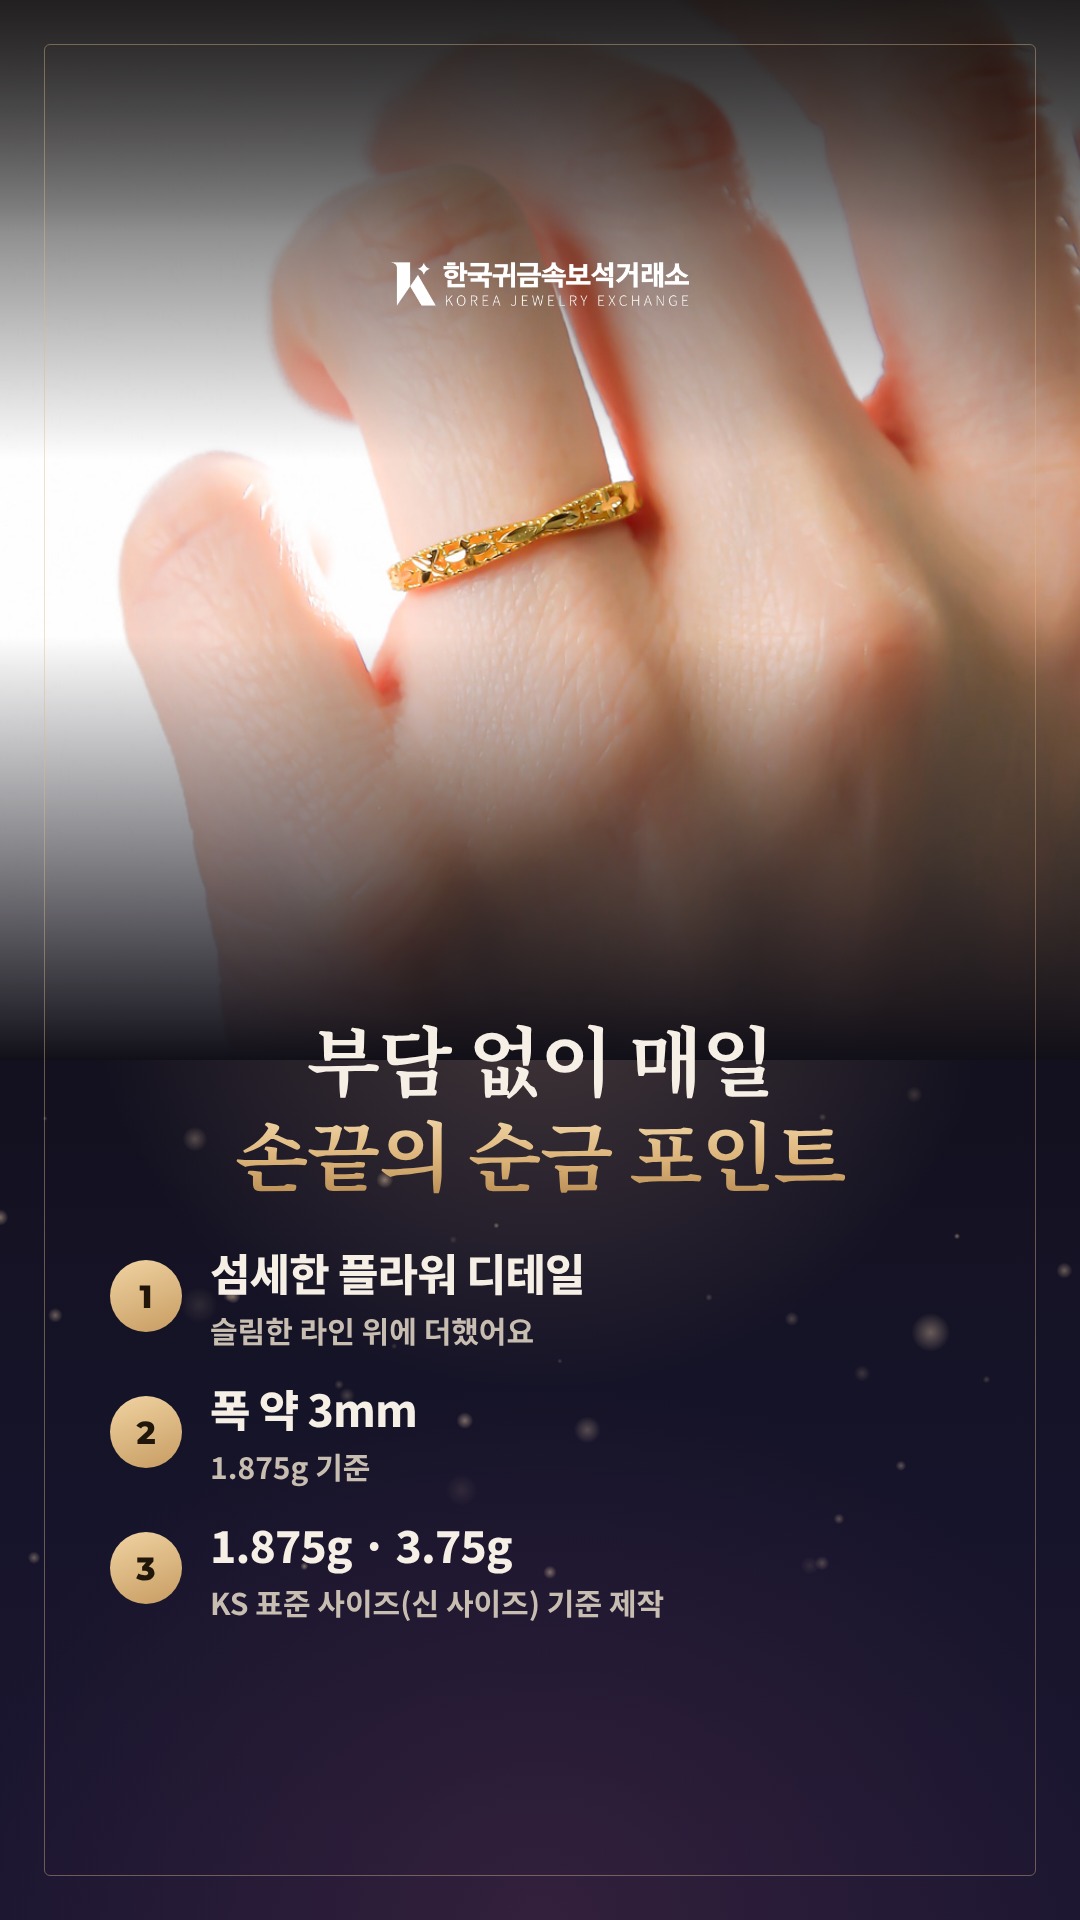 한국귀금속보석거래소
KOREA JEWELRY EXCHANGE
부담 없이 매일
손끝의 순금 포인트
1
섬세한 플라워 디테일
슬림한 라인 위에 더했어요
2
폭 약 3mm
1.875g 기준
3
1.875g · 3.75g
KS 표준 사이즈(신 사이즈) 기준 제작